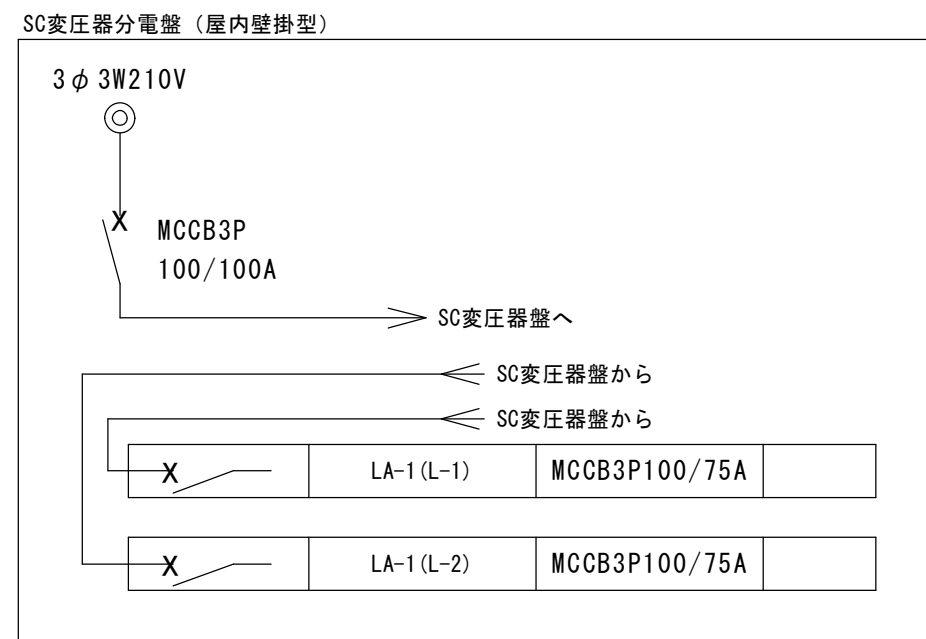 SC変圧器分電盤（屋内壁掛型）
3φ3W210V
MCCB3P
100/100A
SC変圧器盤へ
SC変圧器盤から
SC変圧器盤から
LA-1(L-1) MCCB3P100/75A
LA-1(L-2) MCCB3P100/75A